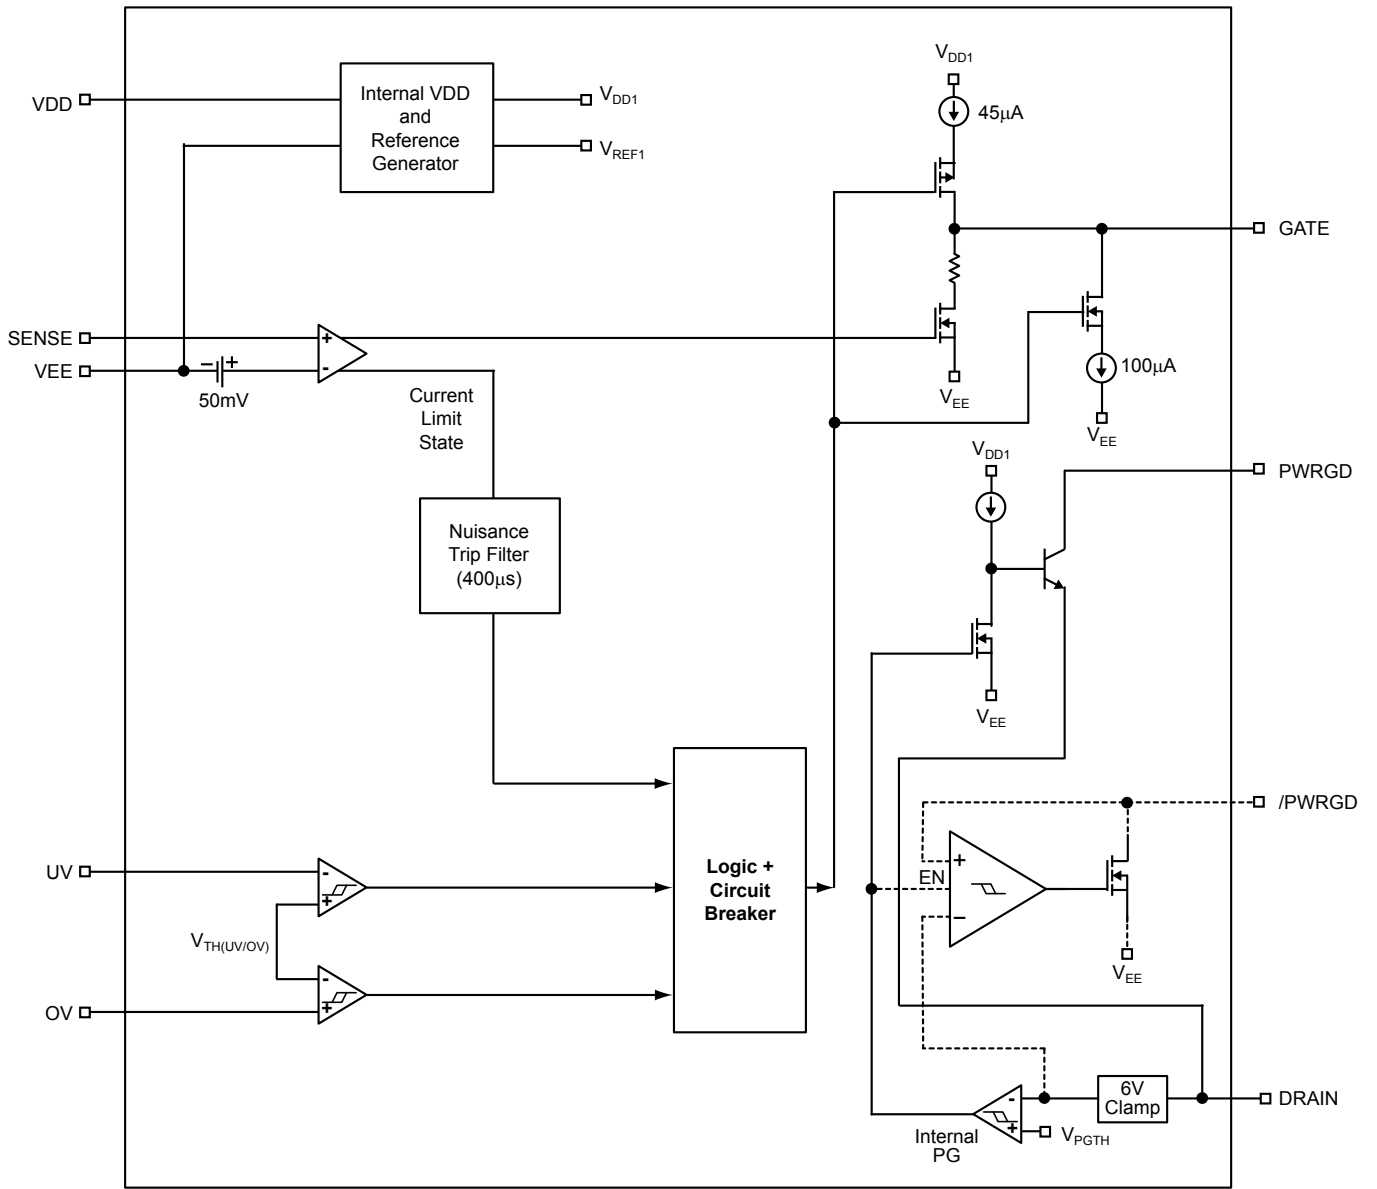 VDD
Internal VDD
and
Reference
Generator
VDD1
VREF1
VDD1
45µA
GATE
SENSE
VEE
50mV
+
-
- +
Current
Limit
State
VEE
100µA
VEE
VDD1
PWRGD
Nuisance
Trip Filter
(400µs)
VEE
/PWRGD
Logic +
Circuit
Breaker
UV
-
+
VTH(UV/OV)
-
+
OV
+
EN
–
VEE
6V
Clamp
DRAIN
-
+
VPGTH
Internal
PG